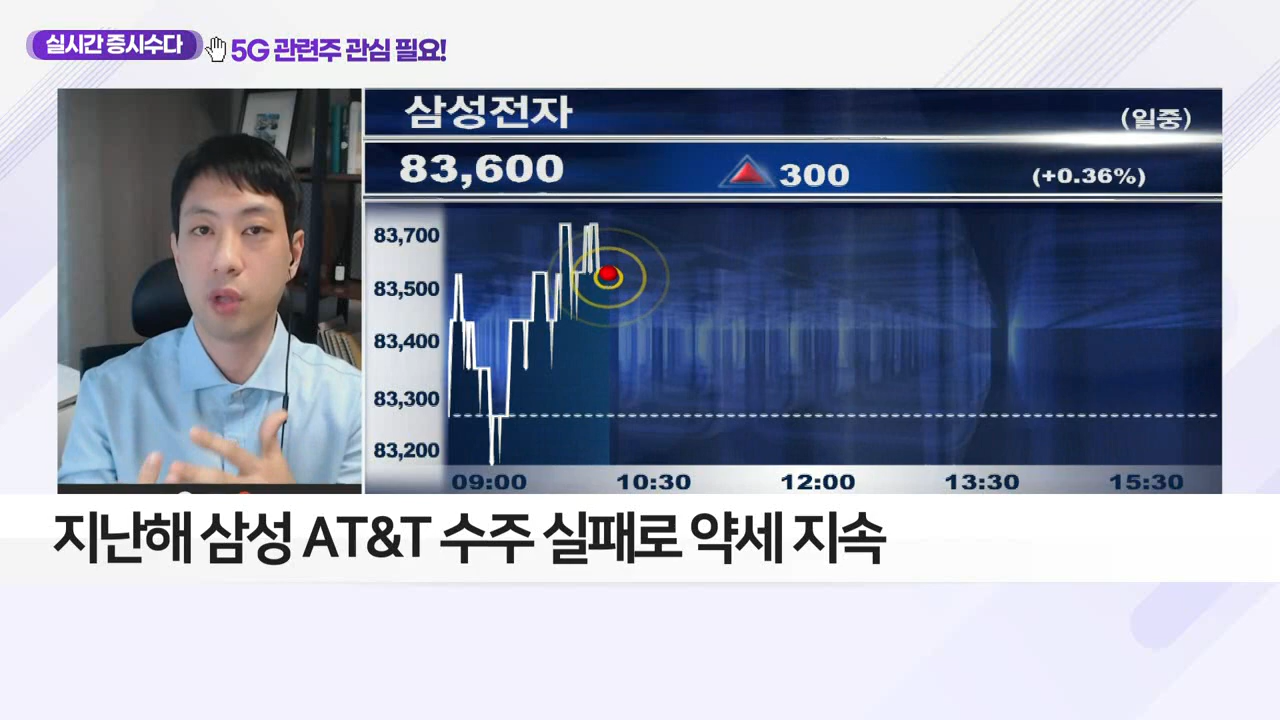 실시간 증시수다 5G 관련주 관심 필요!
삼성전자 (일중)
83,600 300 (+0.36%)
83,700
83,500
83,400
83,300
83,200
09:00 10:30 12:00 13:30 15:30
지난해 삼성 AT&T 수주 실패로 약세 지속